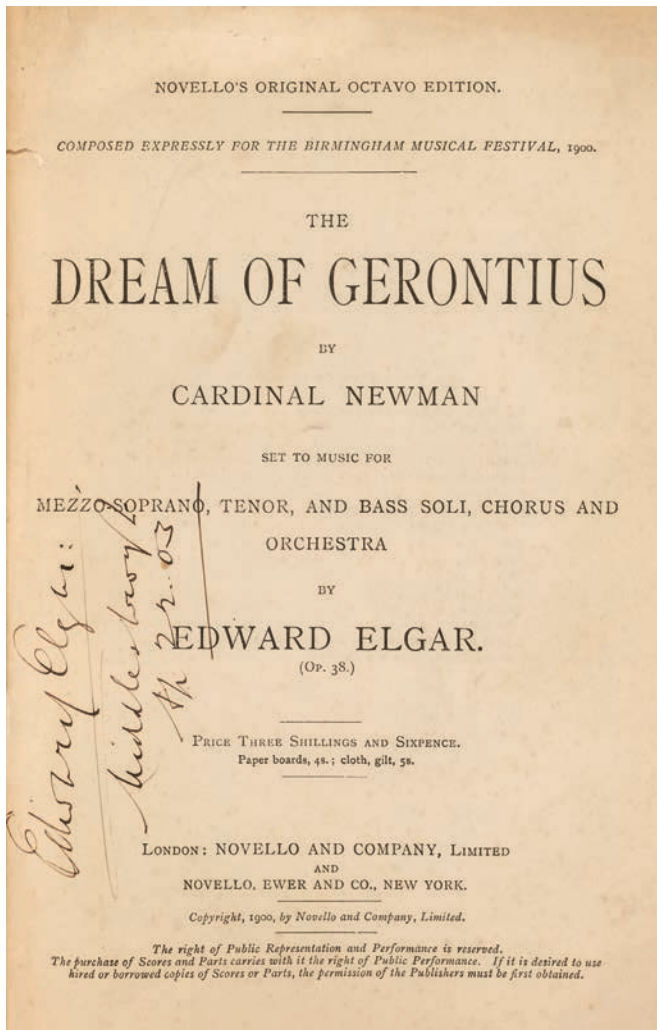 NOVELLO'S ORIGINAL OCTAVO EDITION.
COMPOSED EXPRESSLY FOR THE BIRMINGHAM MUSICAL FESTIVAL, 1900.
THE
DREAM OF GERONTIUS
BY
CARDINAL NEWMAN
SET TO MUSIC FOR
MEZZO-SOPRANO, TENOR, AND BASS SOLI, CHORUS AND
ORCHESTRA
BY
EDWARD ELGAR.
(OP. 38.)
PRICE THREE SHILLINGS AND SIXPENCE.
Paper boards, 4s.; cloth, gilt, 5s.
LONDON: NOVELLO AND COMPANY, LIMITED
AND
NOVELLO, EWER AND CO., NEW YORK.
Copyright, 1900, by Novello and Company, Limited.
The right of Public Representation and Performance is reserved.
The purchase of Scores and Parts carries with it the right of Public Performance. If it is desired to use
hired or borrowed copies of Scores or Parts, the permission of the Publishers must be first obtained.
Edward Elgar:
Middlesbrough
Ap 22. 03